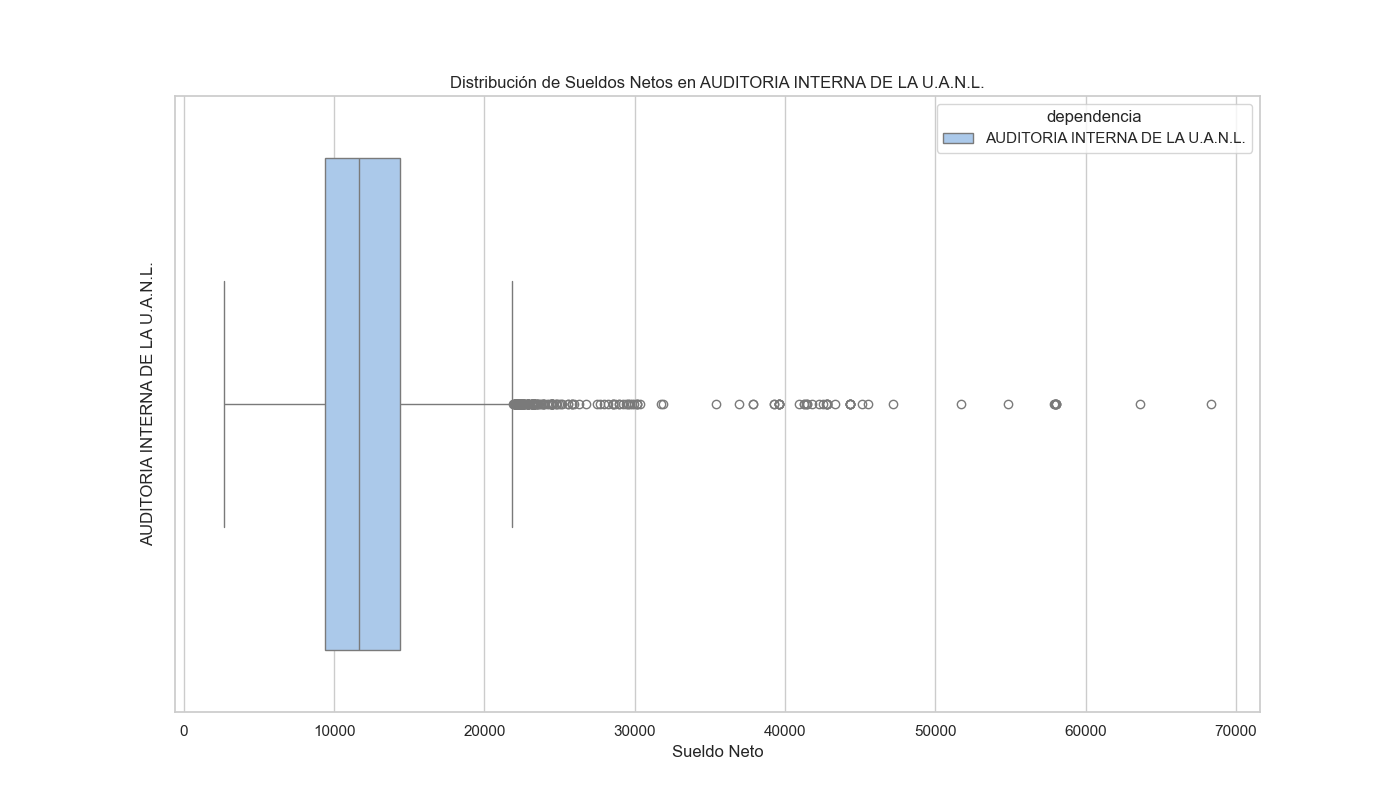 Distribución de Sueldos Netos en AUDITORIA INTERNA DE LA U.A.N.L.
dependencia
AUDITORIA INTERNA DE LA U.A.N.L.
AUDITORIA INTERNA DE LA U.A.N.L.
0 10000 20000 30000 40000 50000 60000 70000
Sueldo Neto